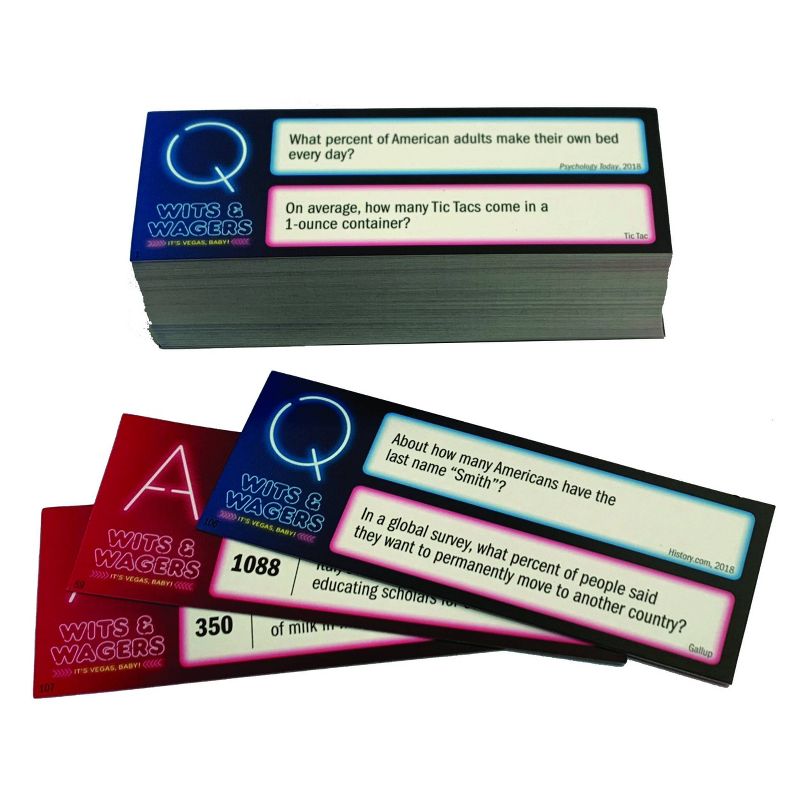 Q
WITS &
WAGERS
IT'S VEGAS, BABY!
What percent of American adults make their own bed
every day?
Psychology Today, 2018
On average, how many Tic Tacs come in a
1-ounce container?
Tic Tac
Q
WITS &
WAGERS
IT'S VEGAS, BABY!
106
About how many Americans have the
last name “Smith”?
History.com, 2018
In a global survey, what percent of people said
they want to permanently move to another country?
Gallup
A
WITS &
WAGERS
IT'S VEGAS, BABY!
1088
educating scholars for
WITS &
WAGERS
IT'S VEGAS, BABY!
107
350
of milk in